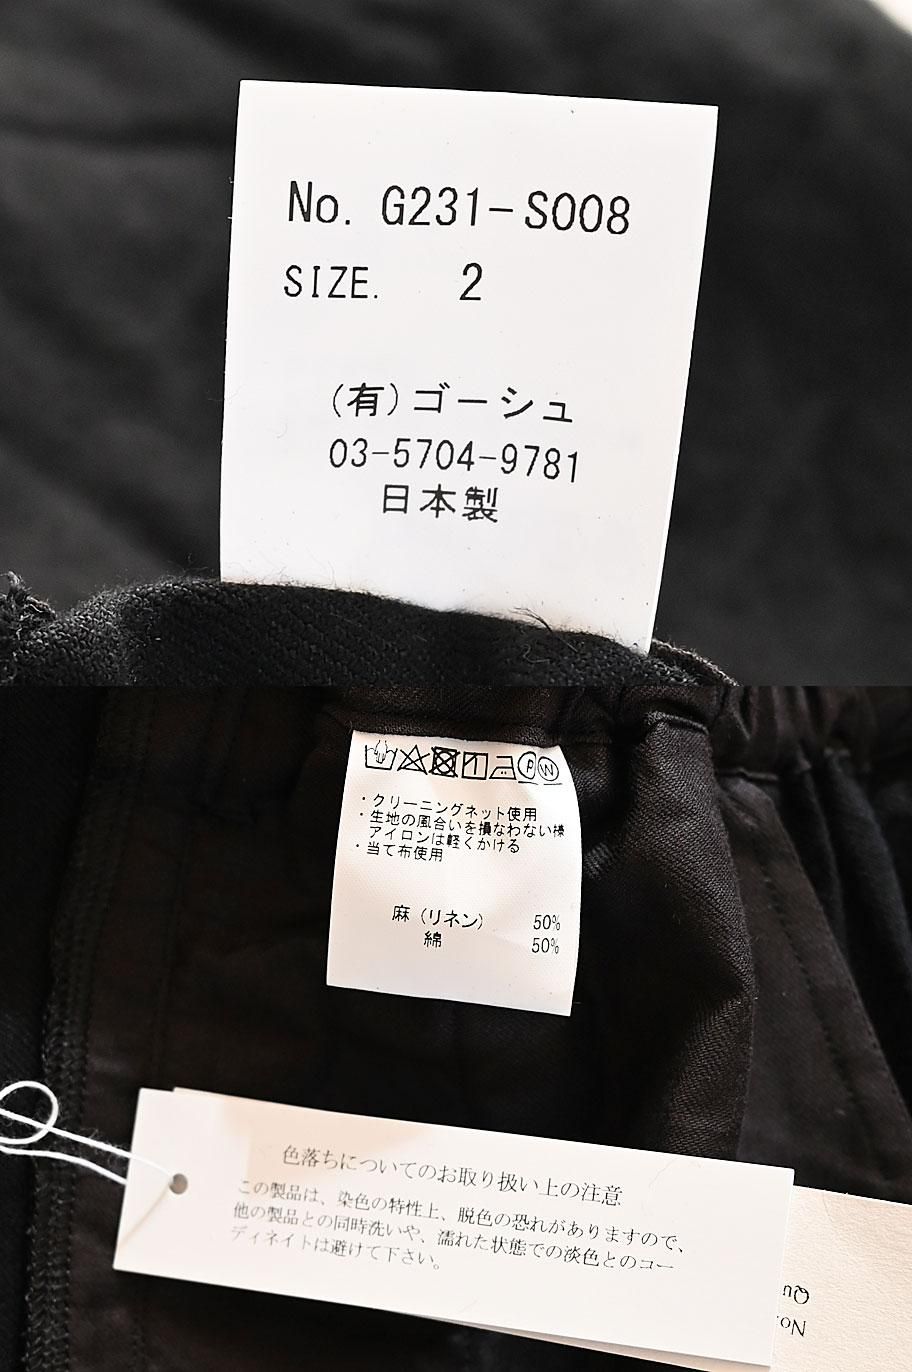 No. G231-S008
SIZE. 2
(有)ゴーシュ
03-5704-9781
日本製
・クリーニングネット使用
・生地の風合いを損なわない様
アイロンは軽くかける
・当て布使用
麻(リネン) 50%
綿 50%
色落ちについてのお取り扱い上の注意
この製品は、染色の特性上、脱色の恐れがありますので、
他の製品との同時洗いや、濡れた状態での淡色とのコー
ディネイトは避けて下さい。
No.